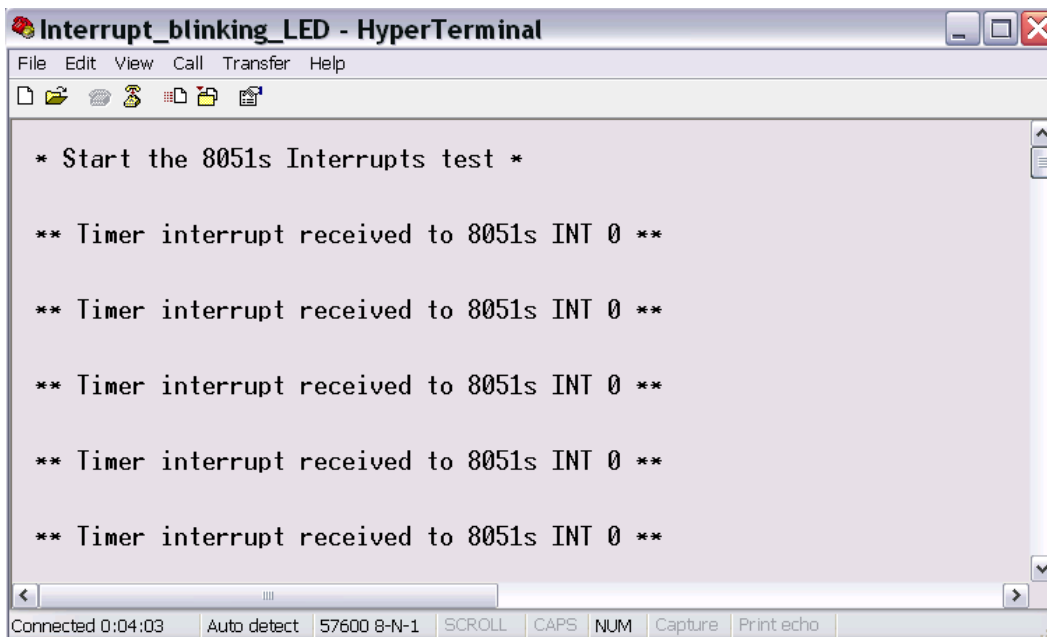 Interrupt_blinking_LED - HyperTerminal
File Edit View Call Transfer Help
* Start the 8051s Interrupts test *
** Timer interrupt received to 8051s INT 0 **
** Timer interrupt received to 8051s INT 0 **
** Timer interrupt received to 8051s INT 0 **
** Timer interrupt received to 8051s INT 0 **
** Timer interrupt received to 8051s INT 0 **
Connected 0:04:03 Auto detect 57600 8-N-1 SCROLL CAPS NUM Capture Print echo